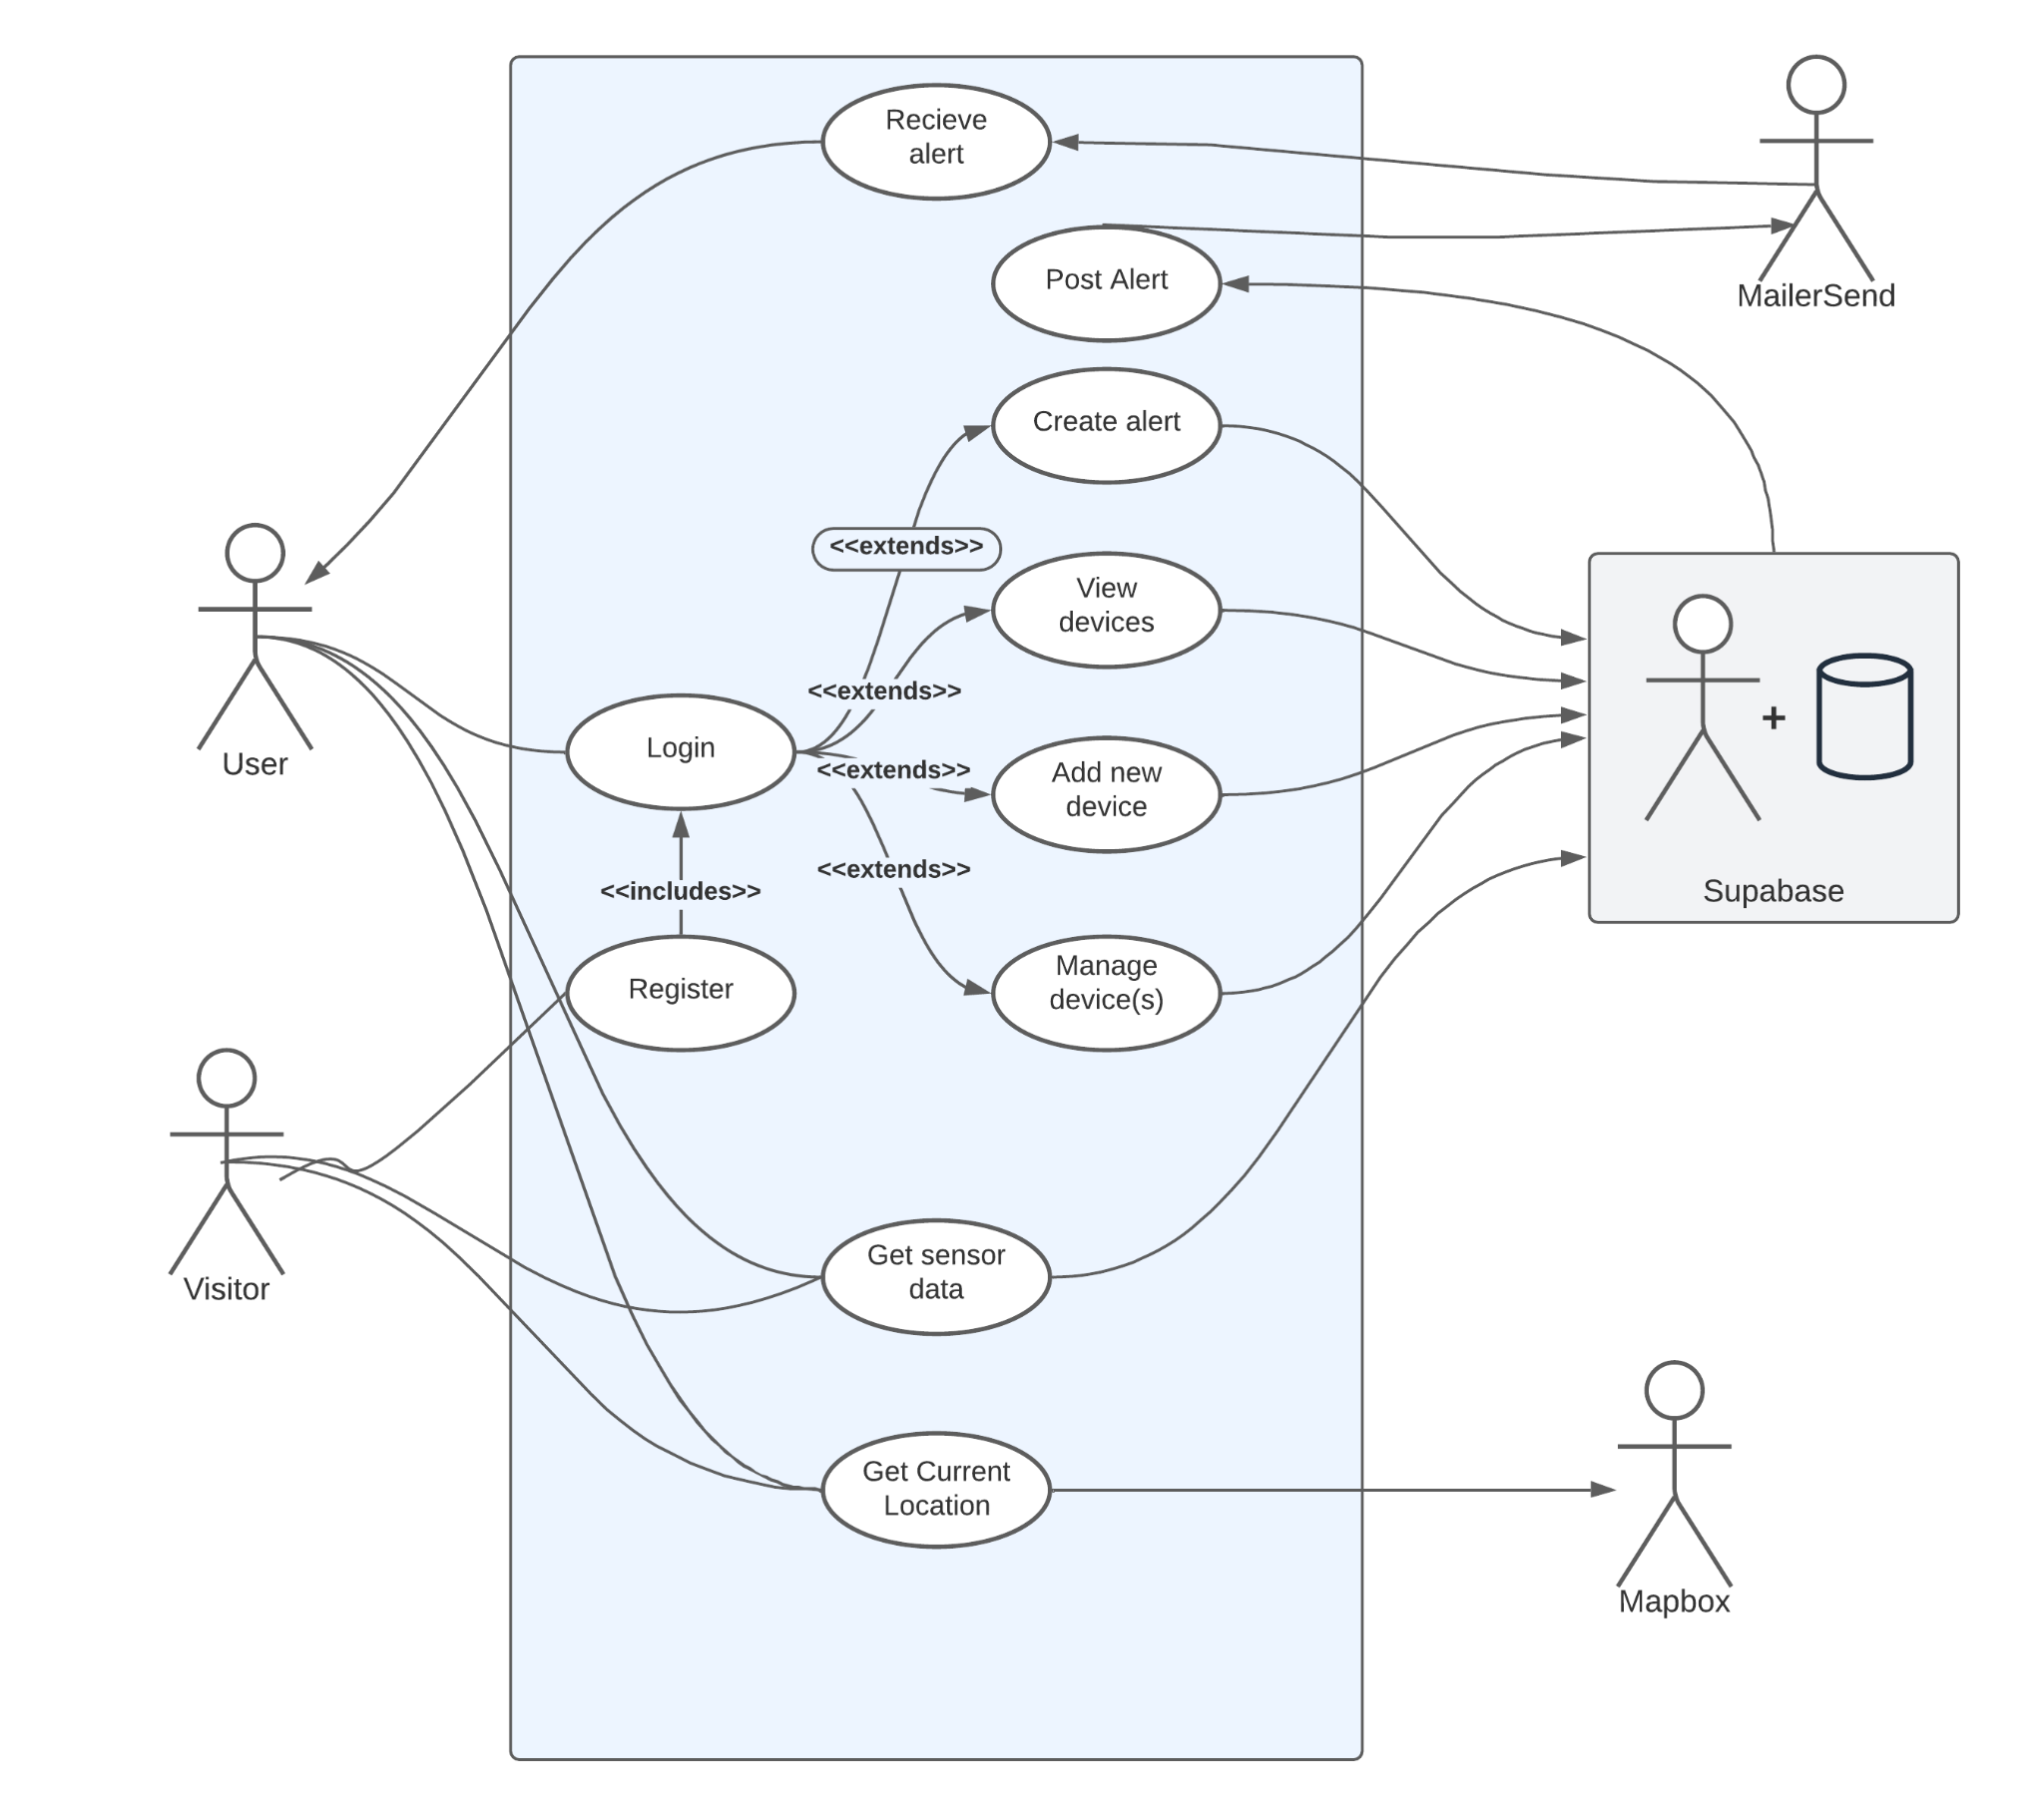 Recieve
alert
Post Alert
MailerSend
Create alert
<<extends>>
View
devices
<<extends>>
User
Login
<<extends>>
Add new
device
+
<<extends>>
<<includes>>
Supabase
Register
Manage
device(s)
Visitor
Get sensor
data
Get Current
Location
Mapbox